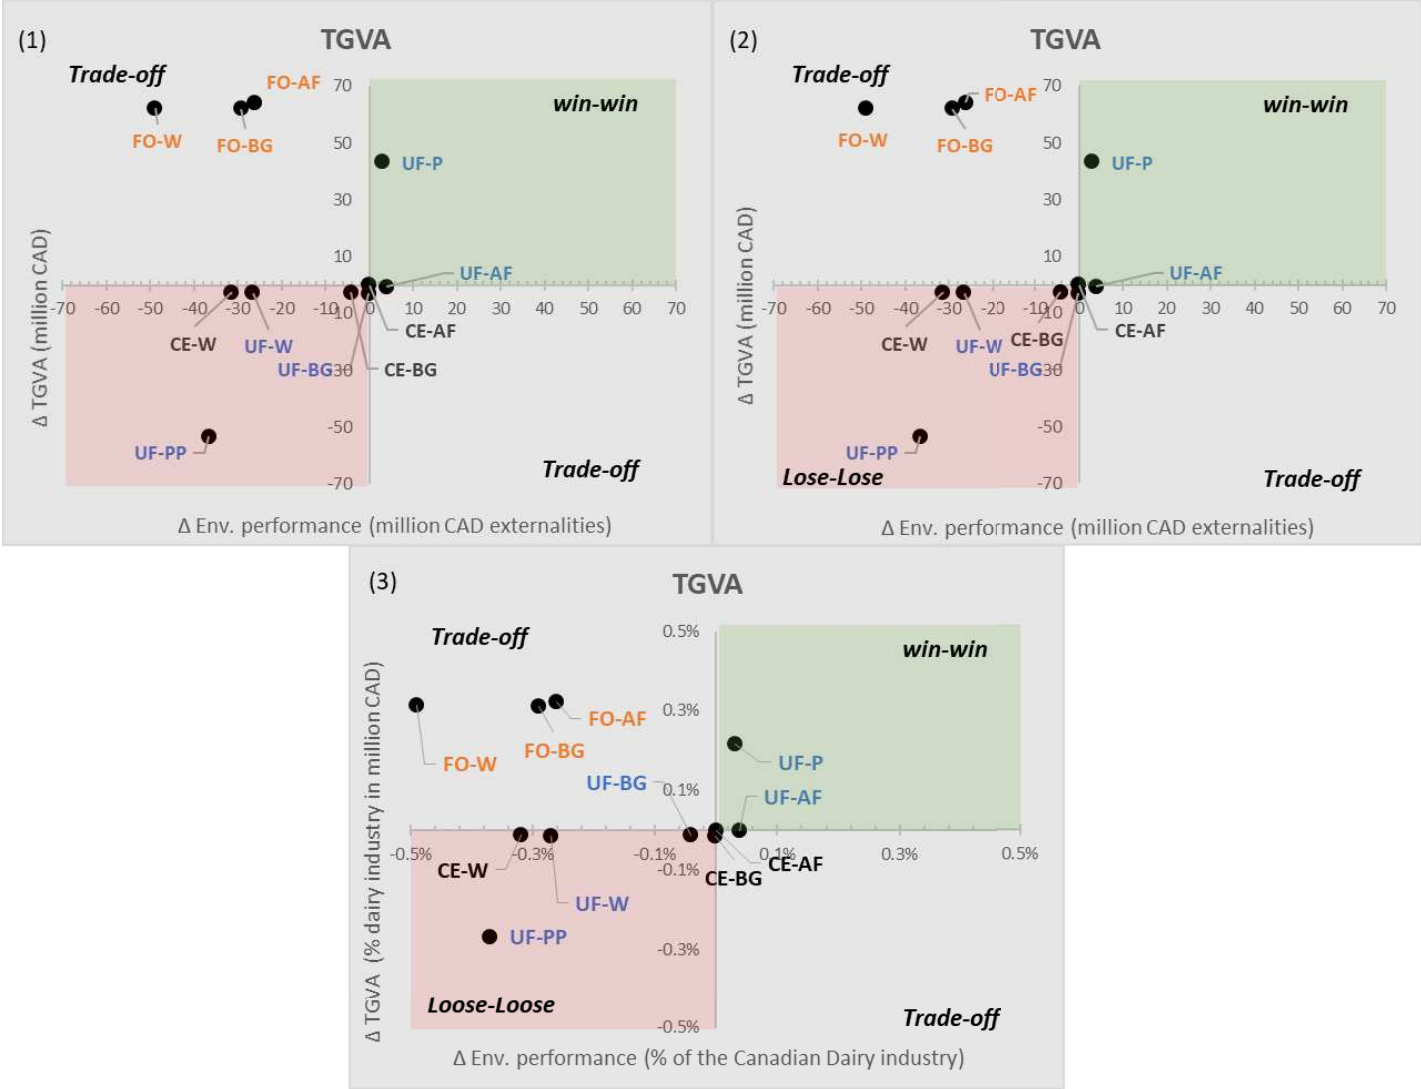 (1)
TGVA
Trade-off
FO-AF
70
win-win
FO-W
FO-BG
50
UF-P
30
10
UF-AF
-70 -60 -50 -40 -30 -20 -10 0 10 20 30 40 50 60 70
-10
CE-AF
CE-W
UF-W
UF-BG
-30
CE-BG
-50
UF-PP
Trade-off
-70
Δ TGVA (million CAD)
Δ Env. performance (million CAD externalities)
(2)
TGVA
Trade-off
70
FO-AF
win-win
FO-W
FO-BG
50
UF-P
30
10
UF-AF
-70 -60 -50 -40 -30 -20 -10 0 10 20 30 40 50 60 70
-10
CE-AF
CE-W
UF-W
CE-BG
UF-BG
-30
-50
UF-PP
Lose-Lose
Trade-off
-70
Δ TGVA (million CAD)
Δ Env. performance (million CAD externalities)
(3)
TGVA
Trade-off
0.5%
win-win
0.3%
FO-AF
FO-BG
FO-W
UF-P
UF-BG
0.1%
UF-AF
-0.5% -0.3% -0.1% 0.1% 0.3% 0.5%
CE-W
-0.1%
CE-BG
CE-AF
UF-W
UF-PP
-0.3%
Loose-Loose
Trade-off
-0.5%
Δ TGVA (% dairy industry in million CAD)
Δ Env. performance (% of the Canadian Dairy industry)